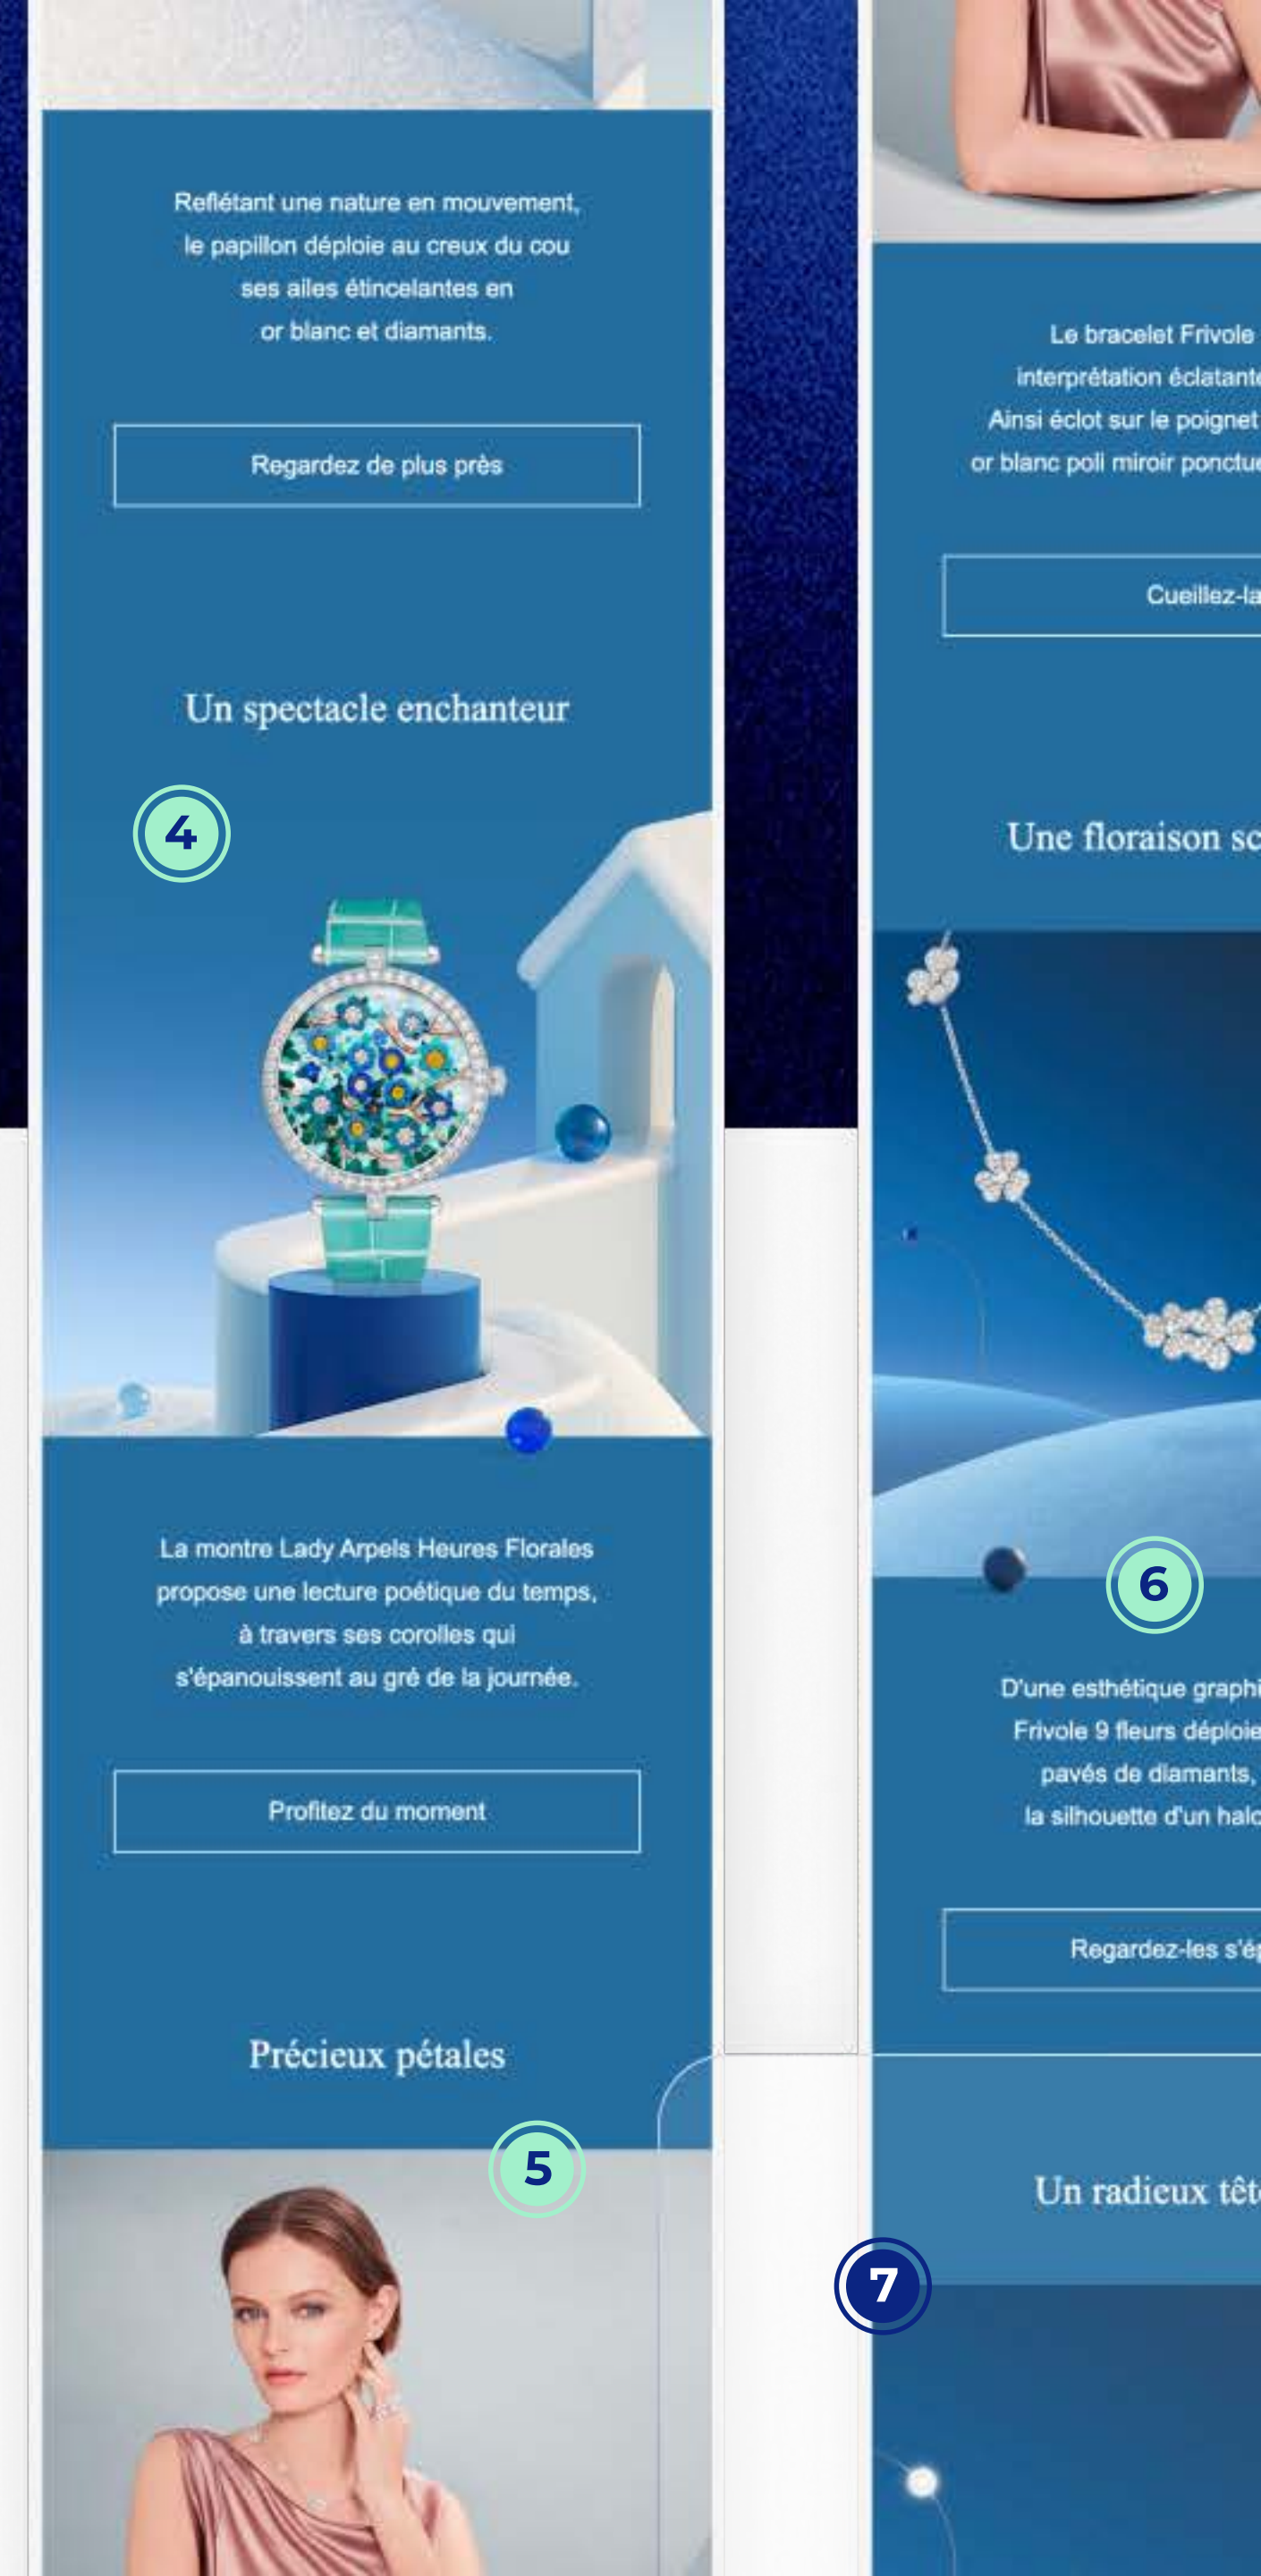 Reflétant une nature en mouvement,
le papillon déploie au creux du cou
ses ailes étincelantes en
or blanc et diamants.
Regardez de plus près
Un spectacle enchanteur
4
La montre Lady Arpels Heures Florales
propose une lecture poétique du temps,
à travers ses corolles qui
s'épanouissent au gré de la journée.
Profitez du moment
Précieux pétales
5
Le bracelet Frivole
interprétation éclatante
Ainsi éclot sur le poignet
or blanc poli miroir
Cueillez-la
Une floraison
6
D'une esthétique
Frivole 9 fleurs
pavés de diamants,
la silhouette d'un
Regardez-les
Un radieux
7